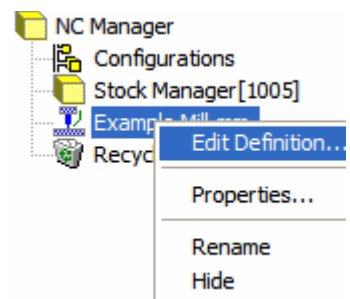 NC Manager
Configurations
Stock Manager[1005]
Example Mill mm
Recyc
Edit Definition...
Properties...
Rename
Hide